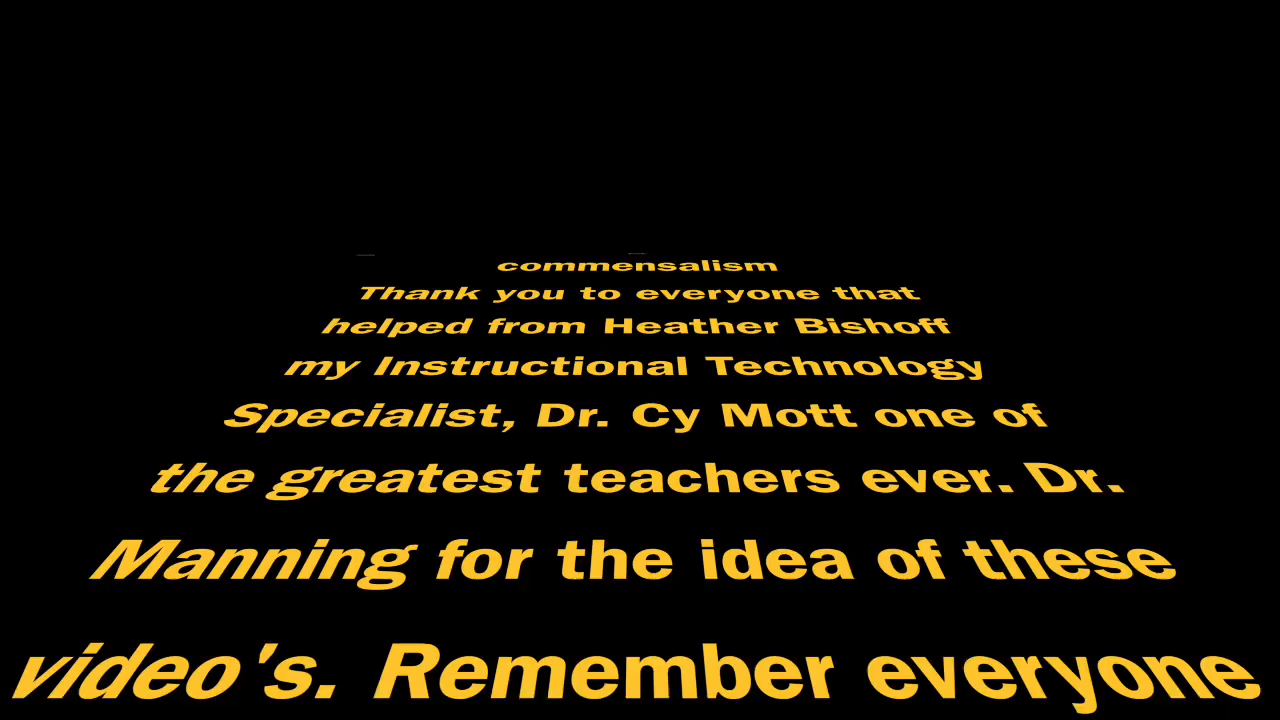 commensalism
Thank you to everyone that
helped from Heather Bishoff
my Instructional Technology
Specialist, Dr. Cy Mott one of
the greatest teachers ever. Dr.
Manning for the idea of these
video's. Remember everyone